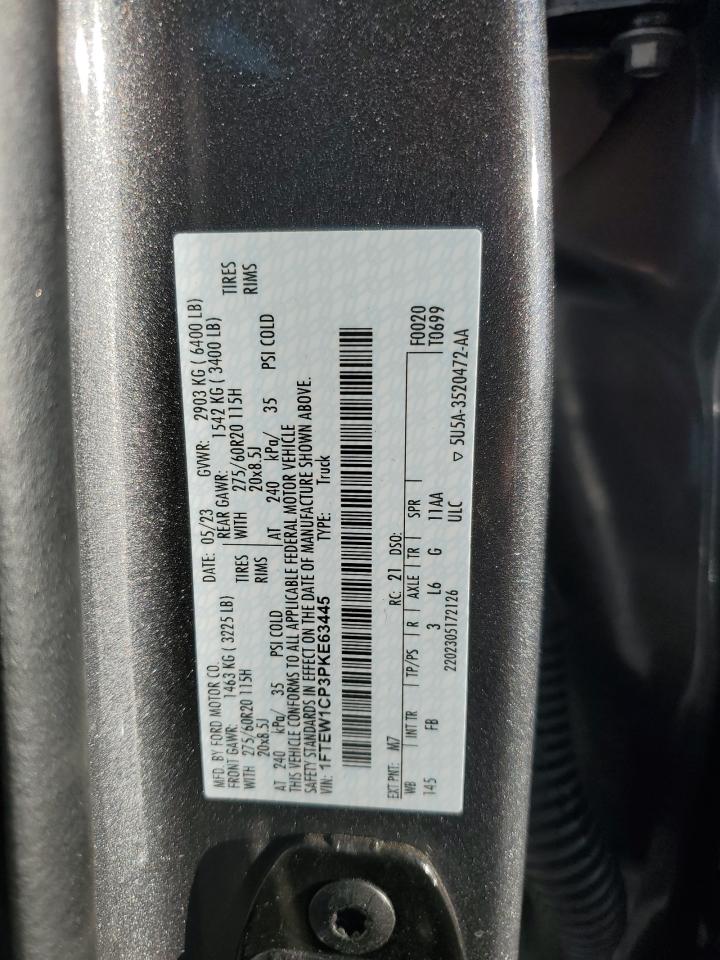 MFD. BY FORD MOTOR CO. DATE: 05/23 GVWR: 2903 KG ( 6400 LB)
FRONT GAWR: 1463 KG ( 3225 LB) REAR GAWR: 1542 KG ( 3400 LB)
WITH 275/60R20 115H TIRES WITH 275/60R20 115H TIRES
20x8.5J RIMS 20x8.5J RIMS
AT 240 kPa/ 35 PSI COLD AT 240 kPa/ 35 PSI COLD
THIS VEHICLE CONFORMS TO ALL APPLICABLE FEDERAL MOTOR VEHICLE
SAFETY STANDARDS IN EFFECT ON THE DATE OF MANUFACTURE SHOWN ABOVE.
VIN: 1FTEW1CP3PKE63445 TYPE: Truck
EXT PNT: M7 RC: 21 DSO: F0020
WB INT TR TP/PS R AXLE TR SPR T0699
145 FB 3 L6 G 11AA
ULC ▽ 5U5A-3520472-AA
2202305172126